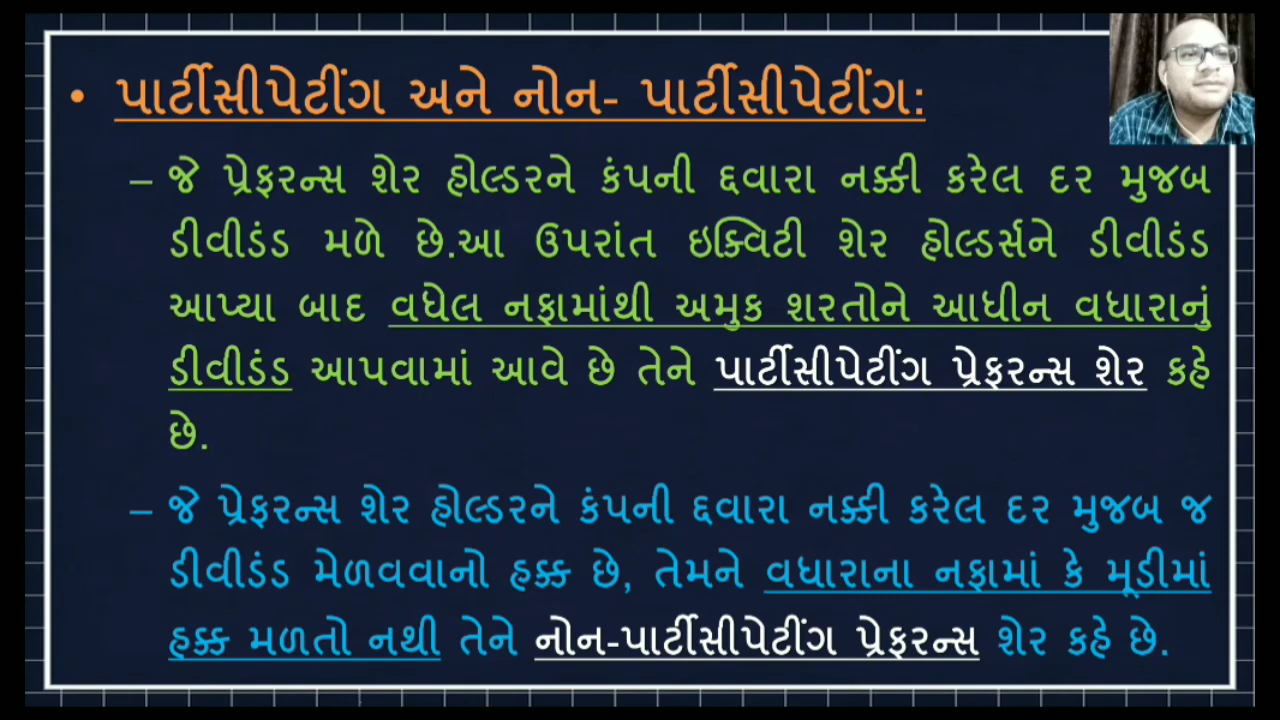 • પાર્ટીસીપેટીંગ અને નોન- પાર્ટીસીપેટીંગ:
– જે પ્રેફરન્સ શેર હોલ્ડરને કંપની દ્દવારા નક્કી કરેલ દર મુજબ
ડીવીડંડ મળે છે.આ ઉપરાંત ઇક્વિટી શેર હોલ્ડર્સને ડીવીડંડ
આપ્યા બાદ વધેલ નફામાંથી અમુક શરતોને આધીન વધારાનું
ડીવીડંડ આપવામાં આવે છે તેને પાર્ટીસીપેટીંગ પ્રેફરન્સ શેર કહે
છે.
– જે પ્રેફરન્સ શેર હોલ્ડરને કંપની દ્દવારા નક્કી કરેલ દર મુજબ જ
ડીવીડંડ મેળવવાનો હક્ક છે, તેમને વધારાના નફામાં કે મૂડીમાં
હક્ક મળતો નથી તેને નોન-પાર્ટીસીપેટીંગ પ્રેફરન્સ શેર કહે છે.